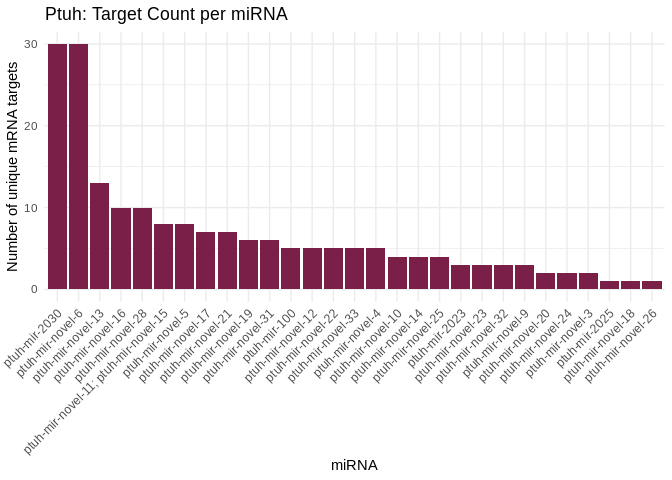 Ptuh: Target Count per miRNA
Number of unique mRNA targets
30
20
10
0
ptuh-mir-2030
ptuh-mir-novel-6
ptuh-mir-novel-13
ptuh-mir-novel-16
ptuh-mir-novel-28
ptuh-mir-novel-11; ptuh-mir-novel-15
ptuh-mir-novel-5
ptuh-mir-novel-17
ptuh-mir-novel-21
ptuh-mir-novel-19
ptuh-mir-novel-31
ptuh-mir-100
ptuh-mir-novel-12
ptuh-mir-novel-22
ptuh-mir-novel-33
ptuh-mir-novel-4
ptuh-mir-novel-10
ptuh-mir-novel-14
ptuh-mir-novel-25
ptuh-mir-2023
ptuh-mir-novel-23
ptuh-mir-novel-32
ptuh-mir-novel-9
ptuh-mir-novel-20
ptuh-mir-novel-24
ptuh-mir-novel-3
ptuh-mir-2025
ptuh-mir-novel-18
ptuh-mir-novel-26
miRNA